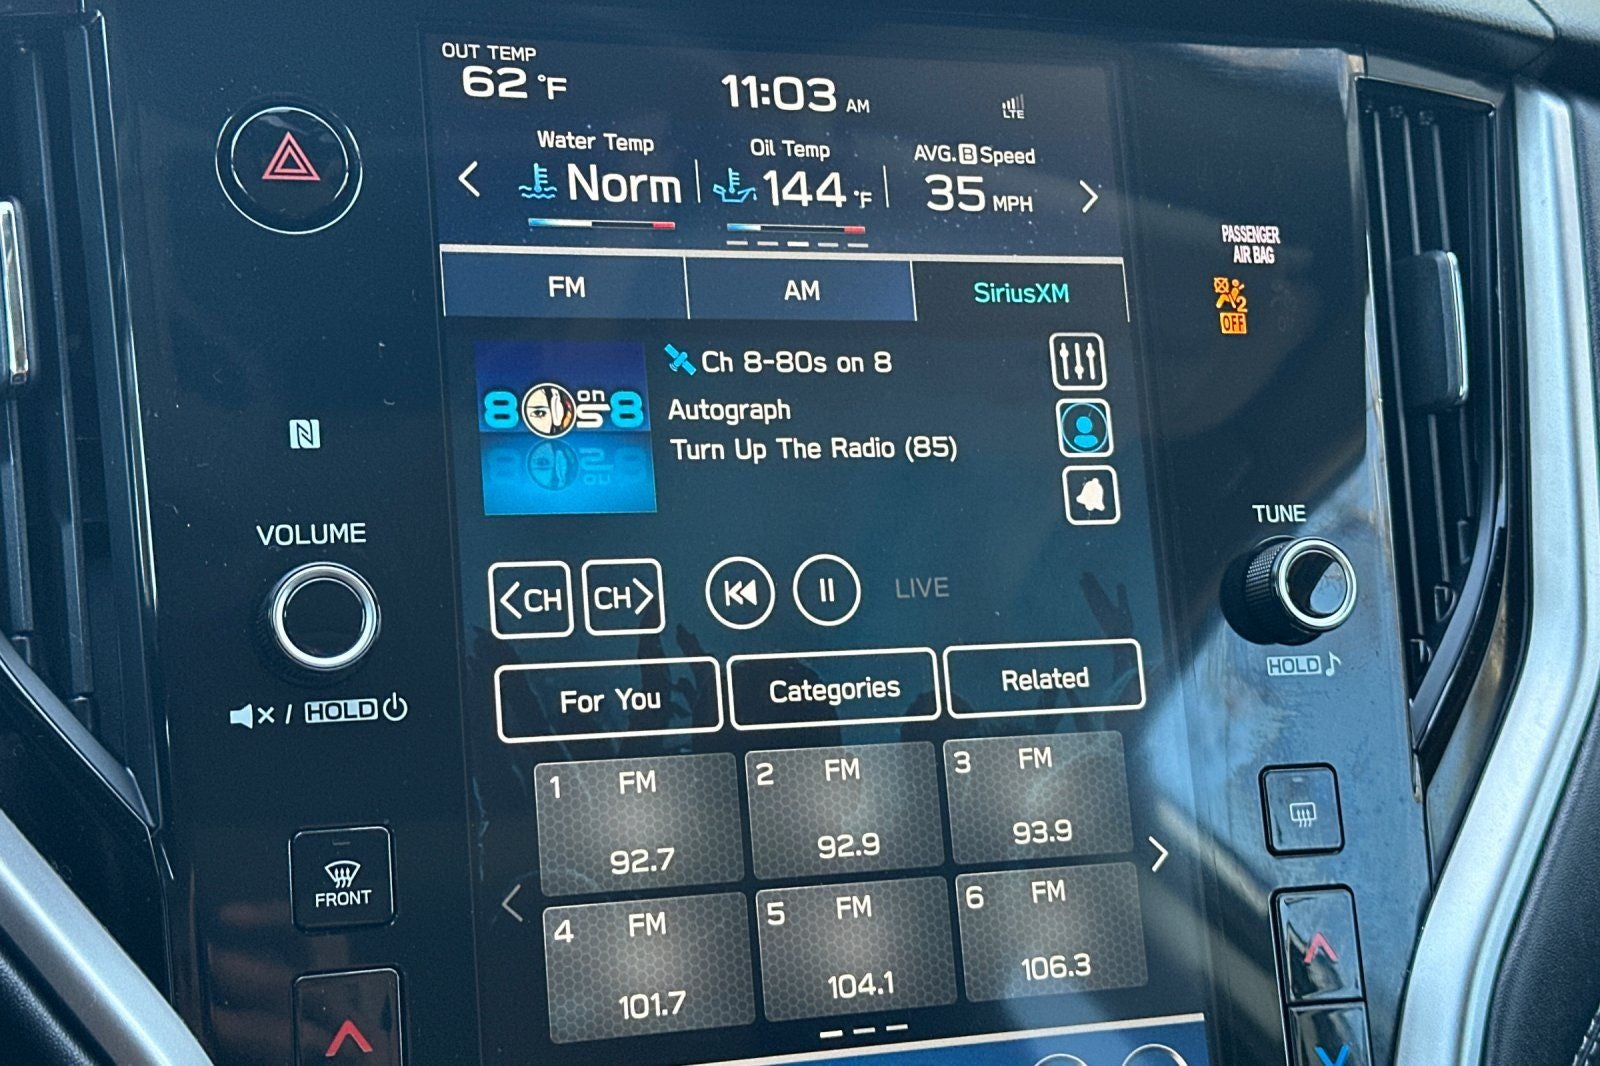 OUT TEMP
62 °F
11:03 AM
LTE
Water Temp
Norm
Oil Temp
144 °F
AVG. B Speed
35 MPH
PASSENGER
AIR BAG
2
OFF
FM
AM
SiriusXM
80s on 8
Ch 8-80s on 8
Autograph
Turn Up The Radio (85)
VOLUME
HOLD
TUNE
HOLD
<CH
CH>
LIVE
For You
Categories
Related
1 FM
92.7
2 FM
92.9
3 FM
93.9
4 FM
101.7
5 FM
104.1
6 FM
106.3
FRONT